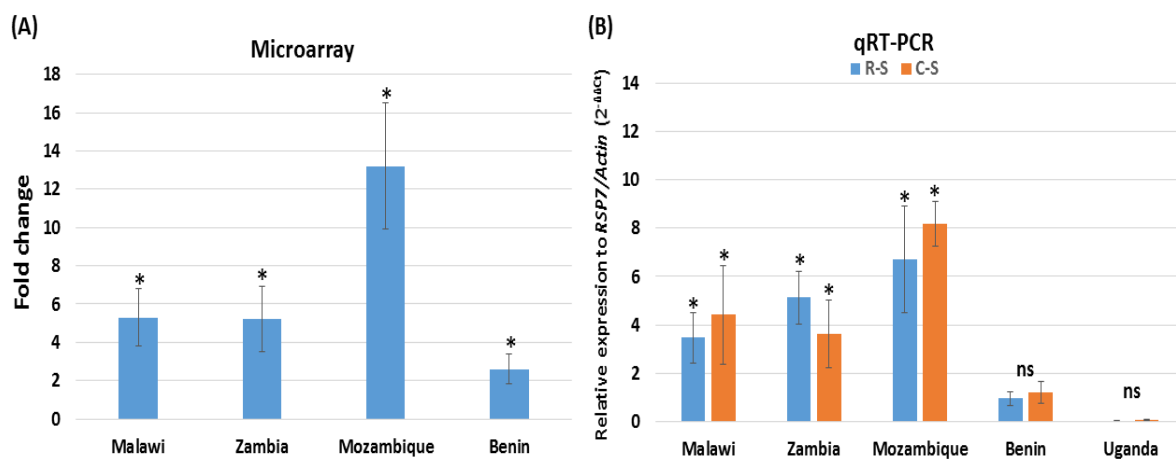 (A)
Microarray
Fold change
18
16
14
12
10
8
6
4
2
0
*
*
*
*
Malawi
Zambia
Mozambique
Benin
(B)
qRT-PCR
R-S
C-S
Relative expression to RSP7/Actin (2^-ΔΔCt)
14
12
10
8
6
4
2
0
*
*
*
*
*
*
ns
ns
Malawi
Zambia
Mozambique
Benin
Uganda